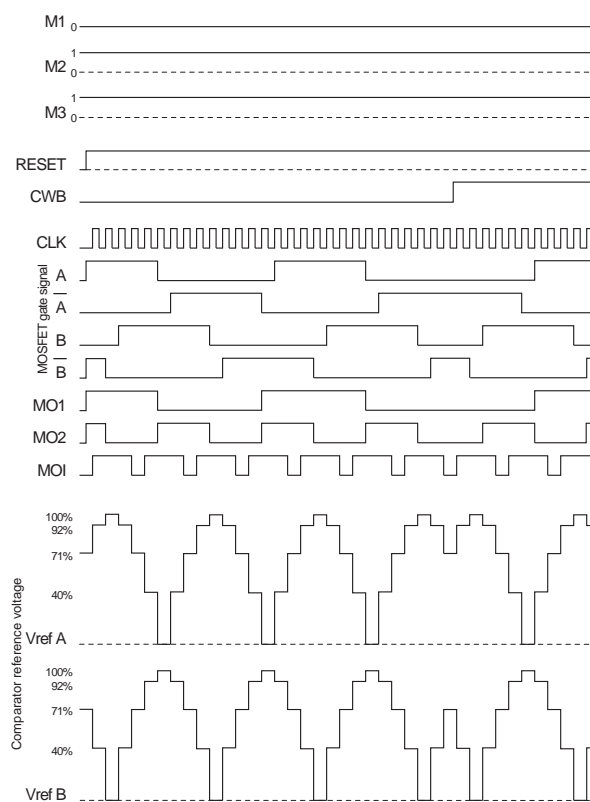 M1 0
1
M2 0
1
M3 0
RESET
CWB
CLK
MOSFET gate signal
A
A
B
B
MO1
MO2
MOI
Comparator reference voltage
100%
92%
71%
40%
Vref A
100%
92%
71%
40%
Vref B